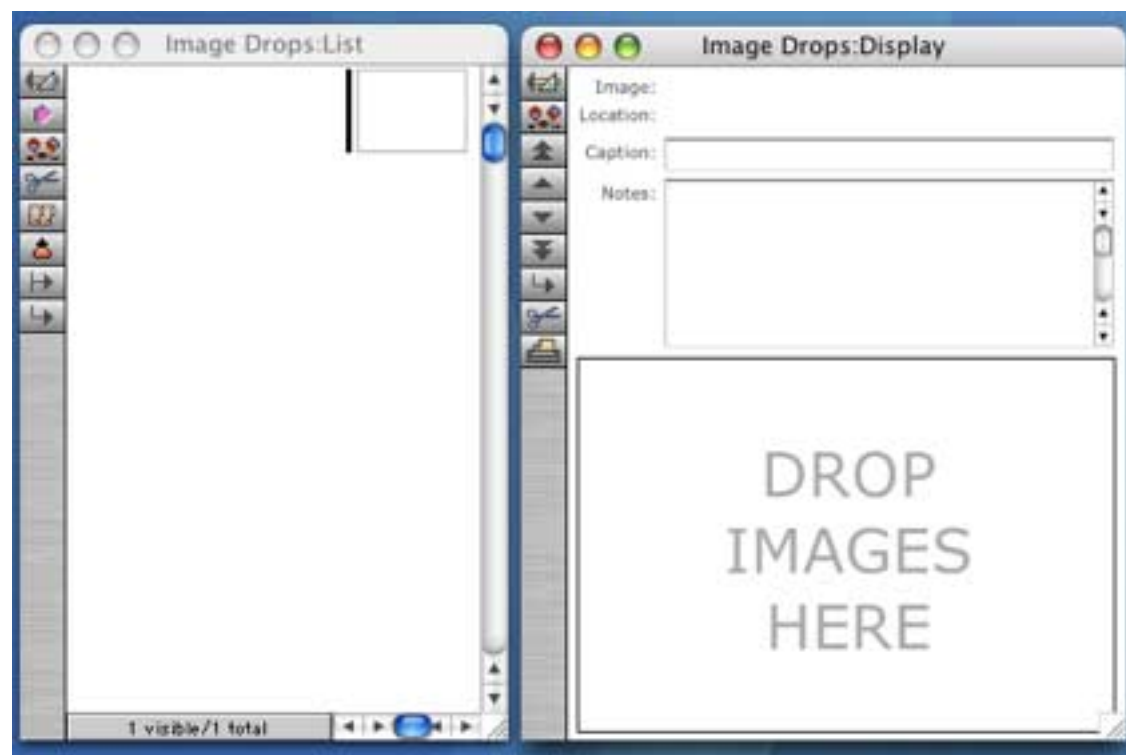 Image Drops:List
1 visible/1 total
Image Drops:Display
Image:
Location:
Caption:
Notes:
DROP
IMAGES
HERE